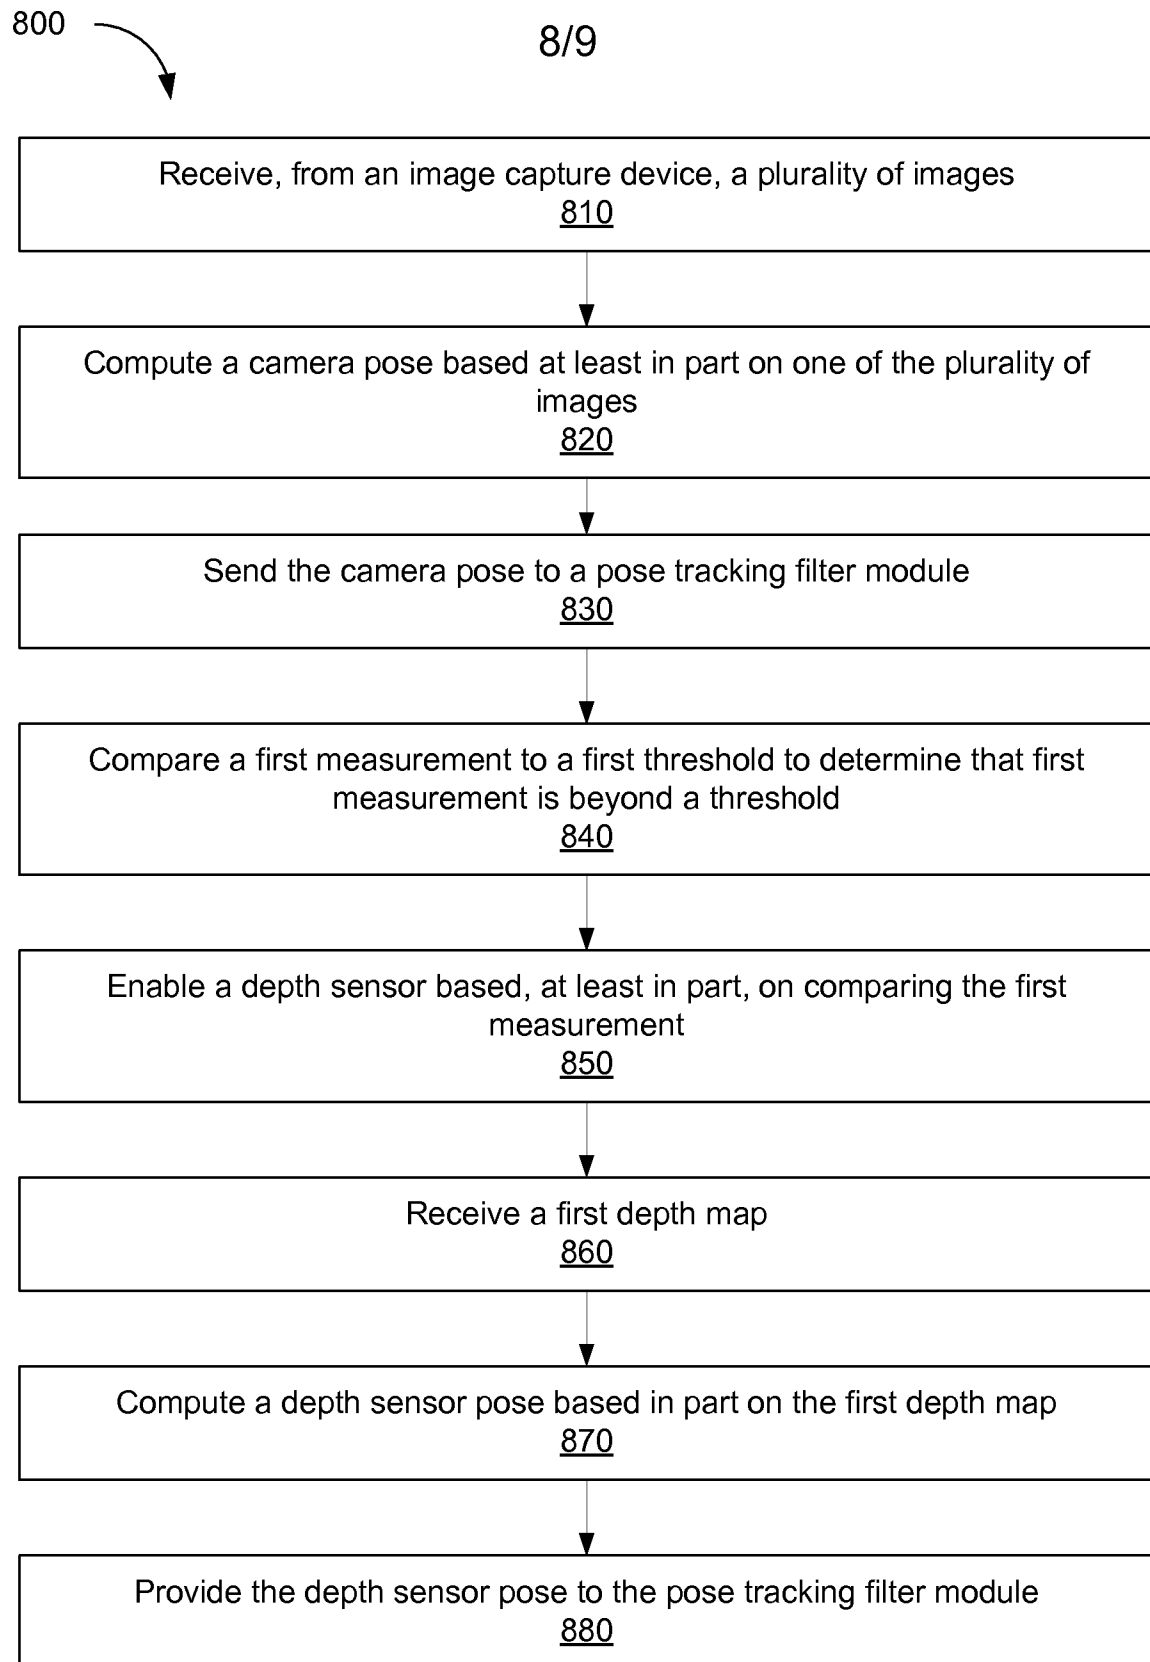 800
8/9
Receive, from an image capture device, a plurality of images
810
Compute a camera pose based at least in part on one of the plurality of
images
820
Send the camera pose to a pose tracking filter module
830
Compare a first measurement to a first threshold to determine that first
measurement is beyond a threshold
840
Enable a depth sensor based, at least in part, on comparing the first
measurement
850
Receive a first depth map
860
Compute a depth sensor pose based in part on the first depth map
870
Provide the depth sensor pose to the pose tracking filter module
880